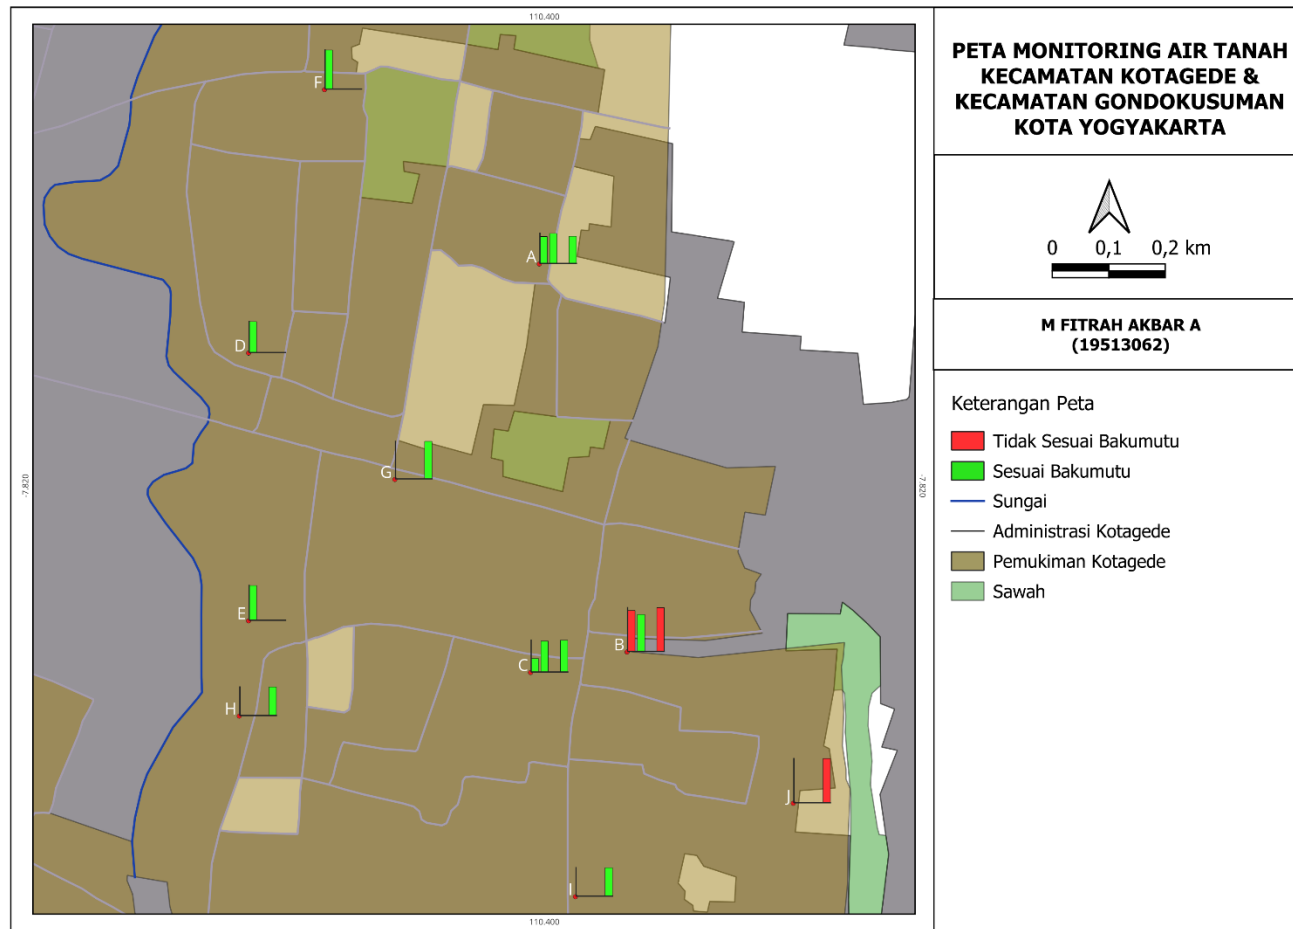 110.400
F
A
D
G
-7.820
-7.820
E
B
C
H
J
I
110.400
PETA MONITORING AIR TANAH
KECAMATAN KOTAGEDE &
KECAMATAN GONDOKUSUMAN
KOTA YOGYAKARTA
0 0,1 0,2 km
M FITRAH AKBAR A
(19513062)
Keterangan Peta
Tidak Sesuai Bakumutu
Sesuai Bakumutu
Sungai
Administrasi Kotagede
Pemukiman Kotagede
Sawah